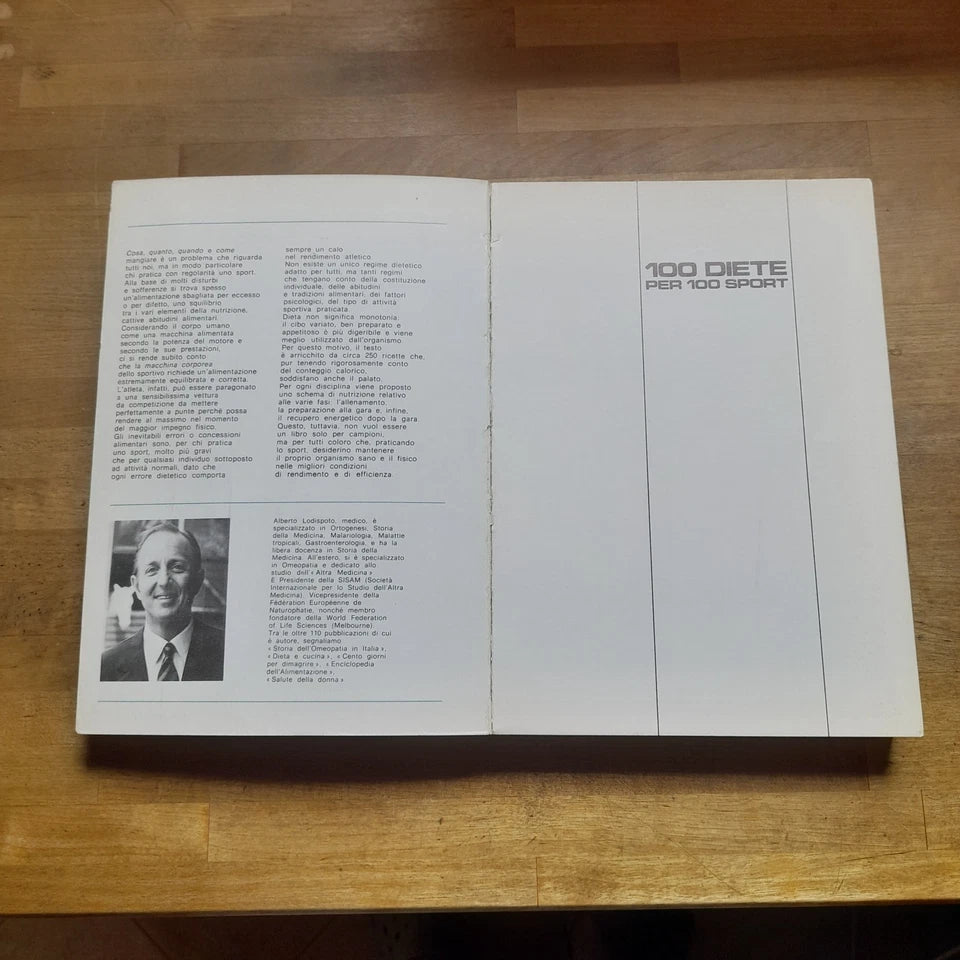 Cosa, quanto, quando e come
mangiare è un problema che riguarda
tutti noi, ma in modo particolare
chi pratica con regolarità uno sport.
Alla base di molti disturbi
e sofferenze si trova spesso
un'alimentazione sbagliata per eccesso
o per difetto, uno squilibrio
tra i vari elementi della nutrizione,
cattive abitudini alimentari.
Considerando il corpo umano
come una macchina alimentata
secondo la potenza del motore e
secondo le sue prestazioni,
ci si rende subito conto
che la macchina corporea
dello sportivo richiede un'alimentazione
estremamente equilibrata e corretta.
L'atleta, infatti, può essere paragonato
a una sensibilissima vettura
da competizione da mettere
perfettamente a punto perché possa
rendere al massimo nel momento
del maggior impegno fisico.
Gli inevitabili errori o concessioni
alimentari sono, per chi pratica
uno sport, molto più gravi
che per qualsiasi individuo sottoposto
ad attività normali, dato che
ogni errore dietetico comporta
sempre un calo
nel rendimento atletico.
Non esiste un unico regime dietetico
adatto per tutti, ma tanti regimi
che tengano conto della costituzione
individuale, delle abitudini
e tradizioni alimentari, dei fattori
psicologici, del tipo di attività
sportiva praticata.
Dieta non significa monotonia:
il cibo variato, ben preparato e
appetitoso è più digeribile e viene
meglio utilizzato dall'organismo.
Per questo motivo, il testo
è arricchito da circa 250 ricette che,
pur tenendo rigorosamente conto
del conteggio calorico,
soddisfano anche il palato.
Per ogni disciplina viene proposto
uno schema di nutrizione relativo
alle varie fasi: l'allenamento,
la preparazione alla gara e, infine,
il recupero energetico dopo la gara.
Questo, tuttavia, non vuol essere
un libro solo per campioni,
ma per tutti coloro che, praticando
lo sport, desiderino mantenere
il proprio organismo sano e il fisico
nelle migliori condizioni
di rendimento e di efficienza.
Alberto Lodispoto, medico, è
specializzato in Ortogenesi, Storia
della Medicina, Malariologia, Malattie
tropicali, Gastroenterologia, e ha la
libera docenza in Storia della
Medicina. All'estero, si è specializzato
in Omeopatia e dedicato allo
studio dell'« Altra Medicina »
È Presidente della SISAM (Società
Internazionale per lo Studio dell'Altra
Medicina), Vicepresidente della
Fédération Européenne de
Naturophatie, nonché membro
fondatore della World Federation
of Life Sciences (Melbourne).
Tra le oltre 110 pubblicazioni di cui
è autore, segnaliamo
« Storia dell'Omeopatia in Italia »,
« Dieta e cucina », « Cento giorni
per dimagrire », « Enciclopedia
dell'Alimentazione »,
« Salute della donna »
100 DIETE
PER 100 SPORT